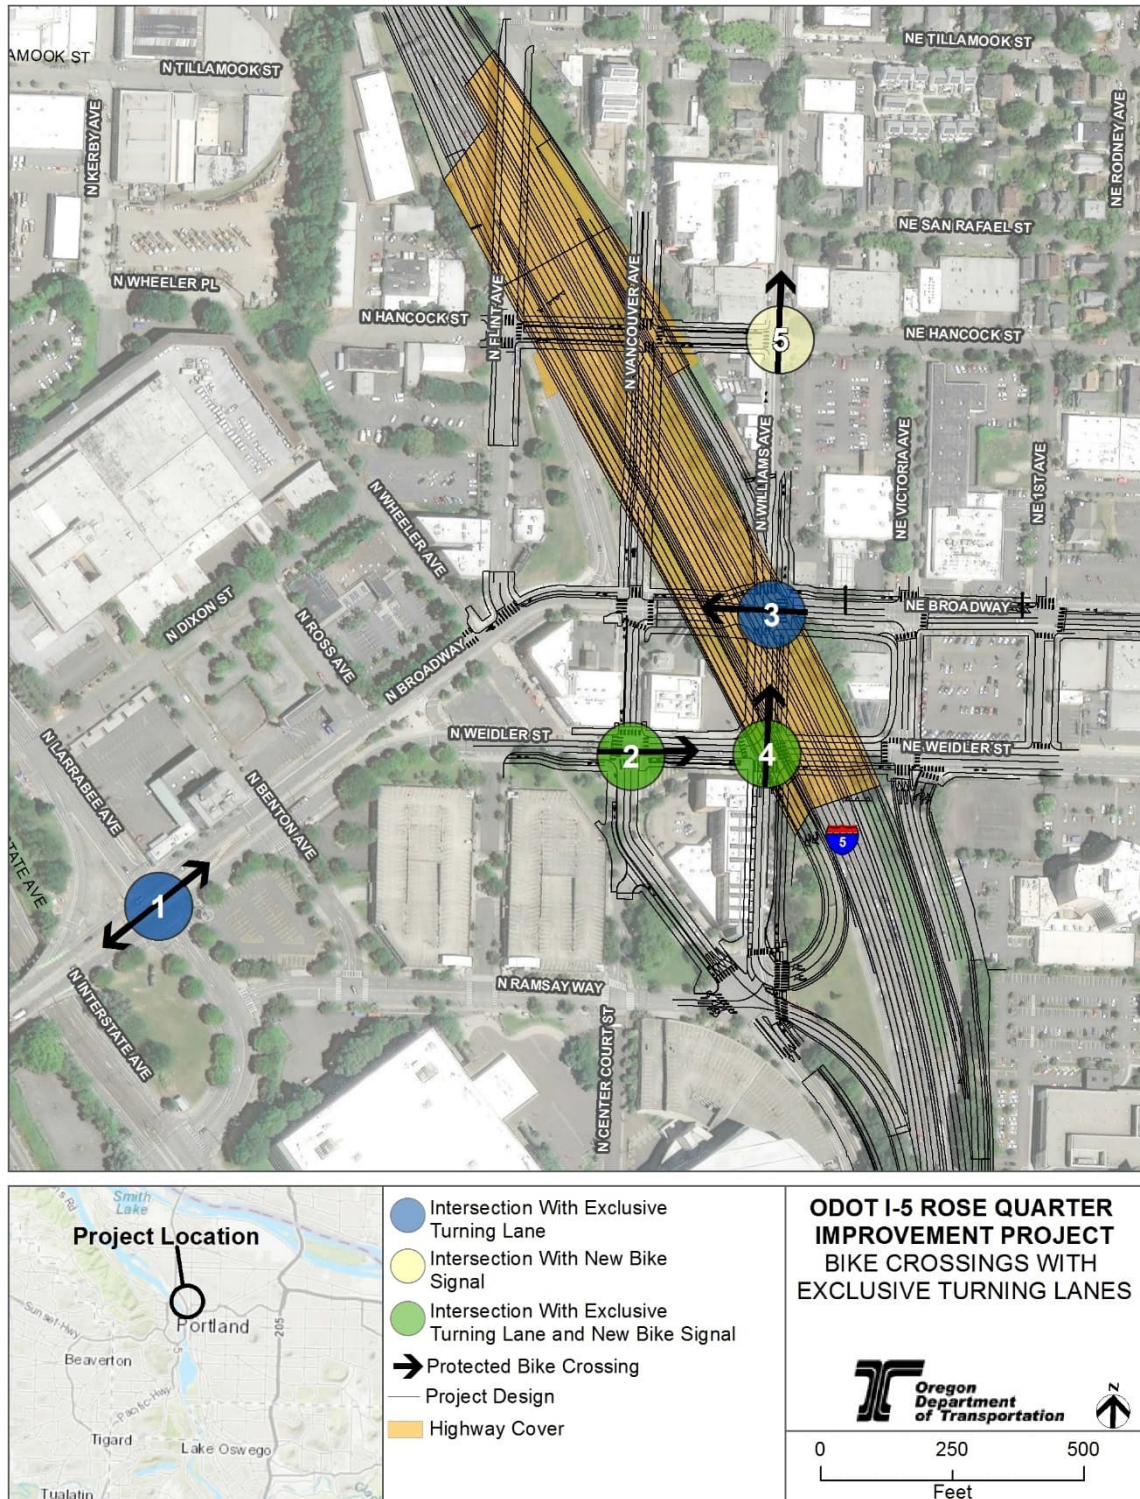 AMOOK ST
N TILLAMOOK ST
NE TILLAMOOK ST
N KERBY AVE
NE RODNEY AVE
NE SAN RAFAEL ST
N WHEELER PL
N FLINT AVE
N VANCOUVER AVE
N HANCOCK ST
5
NE HANCOCK ST
N WILLIAMS AVE
NE VICTORIA AVE
NE 1ST AVE
N WHEELER AVE
N DIXON ST
N ROSS AVE
3
NE BROADWAY
N BROADWAY
N WEIDLER ST
2
4
NE WEIDLER ST
N LARRABEE AVE
N BENTON AVE
5
STATE AVE
1
N INTERSTATE AVE
N RAMSAY WAY
N CENTER COURT ST
Smith
Lake
Project Location
Portland
205
Sunset-Hwy
5
Beaverton
Pacific-Hwy
Tigard
Lake Oswego
Tualatin
Intersection With Exclusive
Turning Lane
Intersection With New Bike
Signal
Intersection With Exclusive
Turning Lane and New Bike Signal
Protected Bike Crossing
Project Design
Highway Cover
ODOT I-5 ROSE QUARTER
IMPROVEMENT PROJECT
BIKE CROSSINGS WITH
EXCLUSIVE TURNING LANES
Oregon
Department
of Transportation
N
0 250 500
Feet